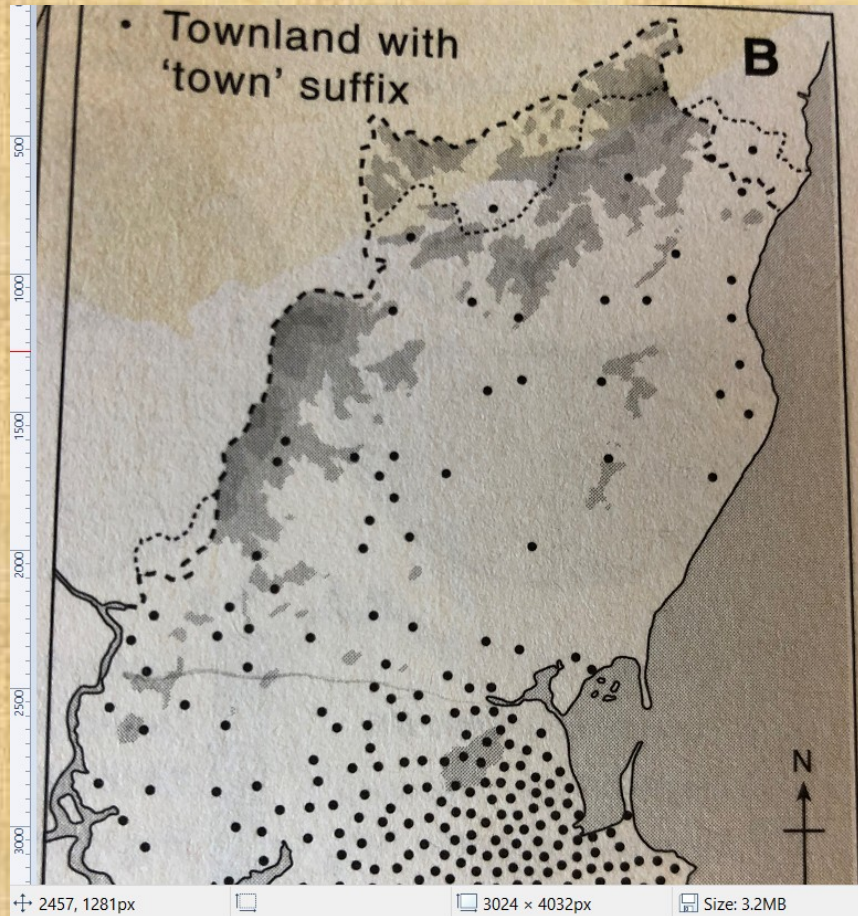 • Townland with
'town' suffix
B
500
1000
1500
2000
2500
3000
N
2457, 1281px
3024 × 4032px
Size: 3.2MB